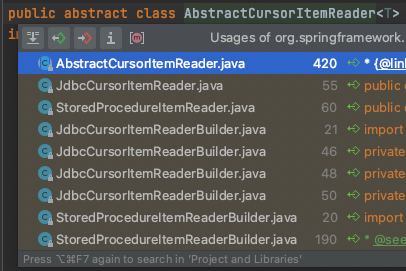 public abstract class AbstractCursorItemReader<T>
Usages of org.springframework.
AbstractCursorItemReader.java 420 * {@lin
JdbcCursorItemReader.java 55 public c
StoredProcedureItemReader.java 60 public c
JdbcCursorItemReaderBuilder.java 21 import
JdbcCursorItemReaderBuilder.java 46 private
JdbcCursorItemReaderBuilder.java 48 private
JdbcCursorItemReaderBuilder.java 50 private
StoredProcedureItemReaderBuilder.java 20 import
StoredProcedureItemReaderBuilder.java 190 * @see
Press ⌥⌘F7 again to search in 'Project and Libraries'